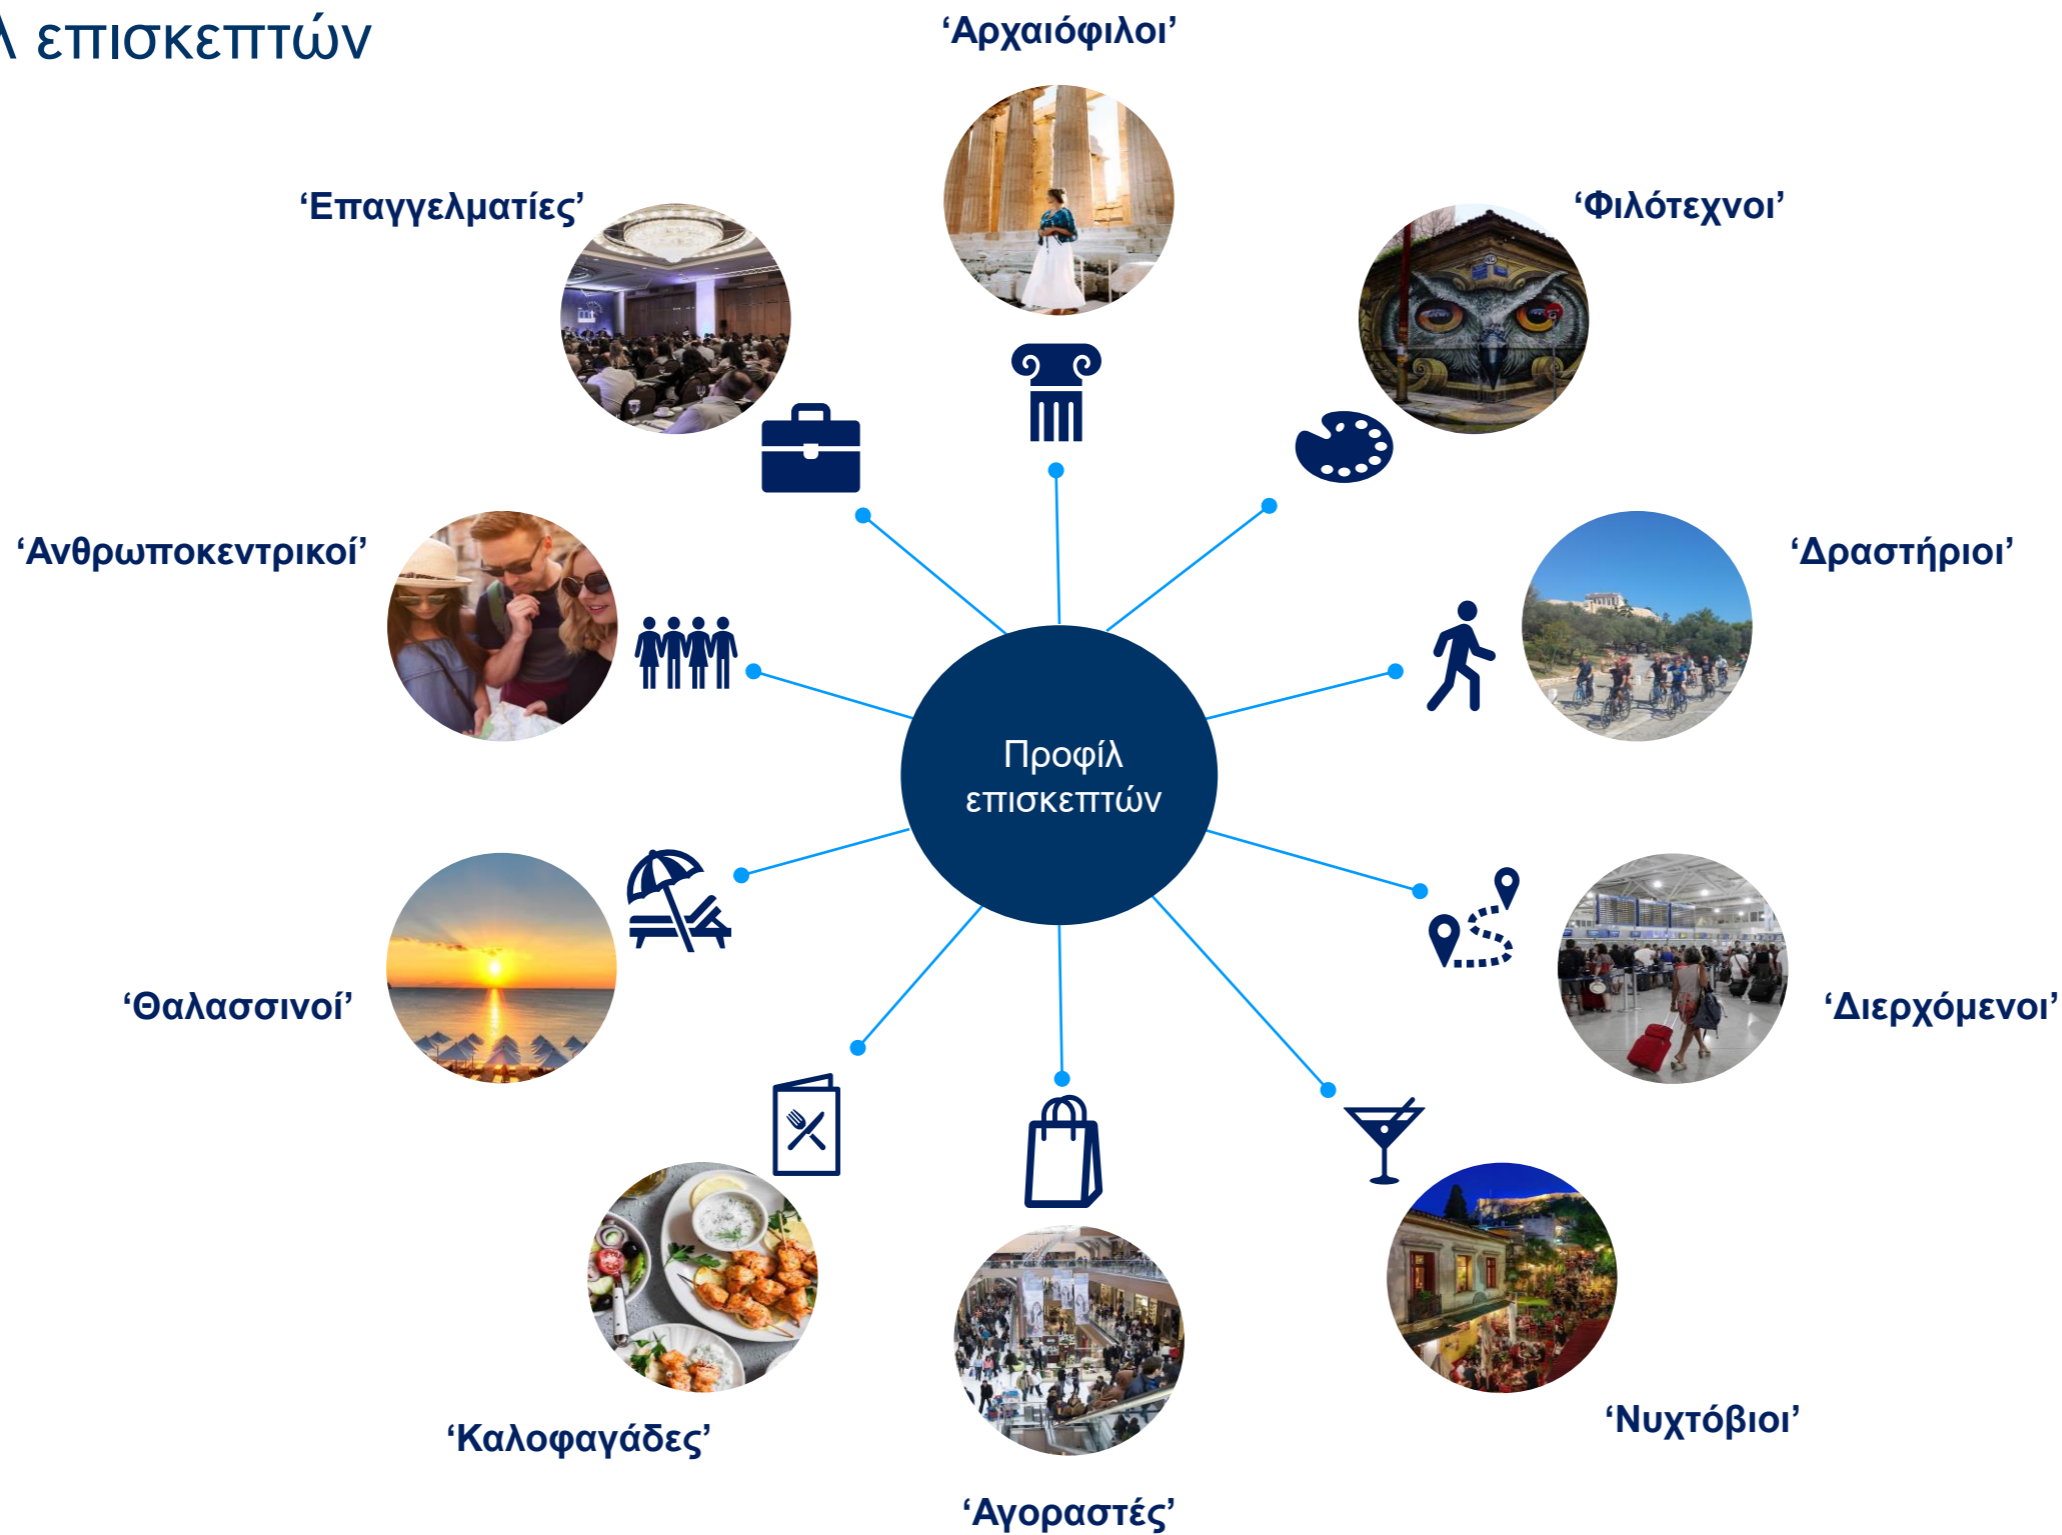 λ επισκεπτών
‘Αρχαιόφιλοι’
‘Επαγγελματίες’
‘Φιλότεχνοι’
‘Ανθρωποκεντρικοί’
‘Δραστήριοι’
Προφίλ
επισκεπτών
‘Θαλασσινοί’
‘Διερχόμενοι’
‘Καλοφαγάδες’
‘Νυχτόβιοι’
‘Αγοραστές’